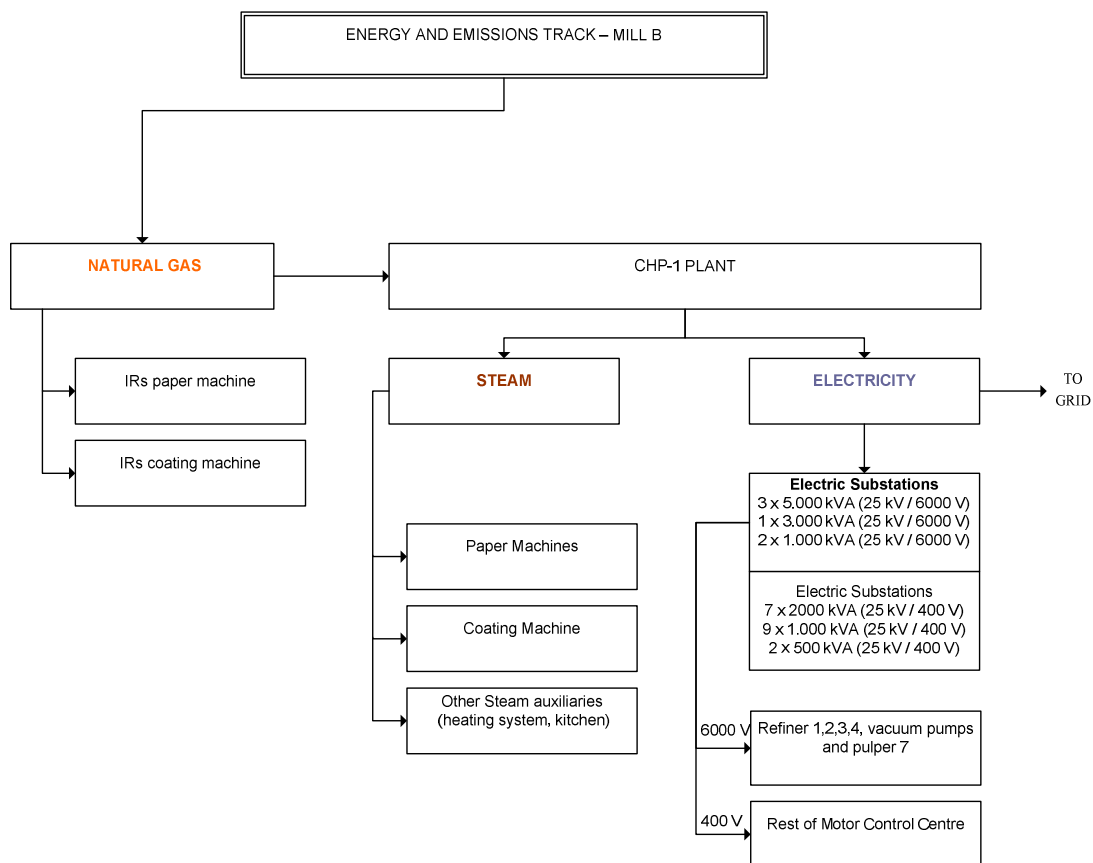 ENERGY AND EMISSIONS TRACK – MILL B
NATURAL GAS
CHP-1 PLANT
IRs paper machine
STEAM
ELECTRICITY
TO
GRID
IRs coating machine
Electric Substations
3 x 5.000 kVA (25 kV / 6000 V)
1 x 3.000 kVA (25 kV / 6000 V)
2 x 1.000 kVA (25 kV / 6000 V)
Paper Machines
Electric Substations
7 x 2000 kVA (25 kV / 400 V)
9 x 1.000 kVA (25 kV / 400 V)
2 x 500 kVA (25 kV / 400 V)
Coating Machine
Other Steam auxiliaries
(heating system, kitchen)
6000 V
Refiner 1,2,3,4, vacuum pumps
and pulper 7
400 V
Rest of Motor Control Centre